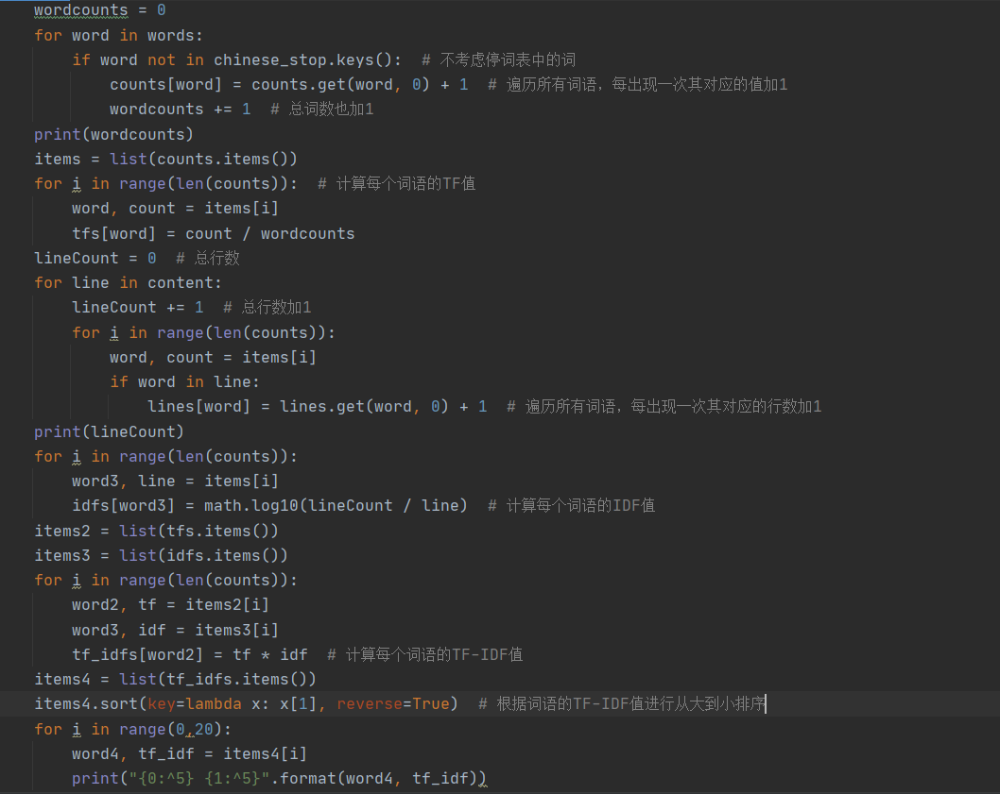 wordcounts = 0
for word in words:
    if word not in chinese_stop.keys():  # 不考虑停词表中的词
        counts[word] = counts.get(word, 0) + 1  # 遍历所有词语，每出现一次其对应的值加1
        wordcounts += 1  # 总词数也加1
print(wordcounts)
items = list(counts.items())
for i in range(len(counts)):  # 计算每个词语的TF值
    word, count = items[i]
    tfs[word] = count / wordcounts
lineCount = 0  # 总行数
for line in content:
    lineCount += 1  # 总行数加1
    for i in range(len(counts)):
        word, count = items[i]
        if word in line:
            lines[word] = lines.get(word, 0) + 1  # 遍历所有词语，每出现一次其对应的行数加1
print(lineCount)
for i in range(len(counts)):
    word3, line = items[i]
    idfs[word3] = math.log10(lineCount / line)  # 计算每个词语的IDF值
items2 = list(tfs.items())
items3 = list(idfs.items())
for i in range(len(counts)):
    word2, tf = items2[i]
    word3, idf = items3[i]
    tf_idfs[word2] = tf * idf  # 计算每个词语的TF-IDF值
items4 = list(tf_idfs.items())
items4.sort(key=lambda x: x[1], reverse=True)  # 根据词语的TF-IDF值进行从大到小排序
for i in range(0,20):
    word4, tf_idf = items4[i]
    print("{0:^5} {1:^5}".format(word4, tf_idf))